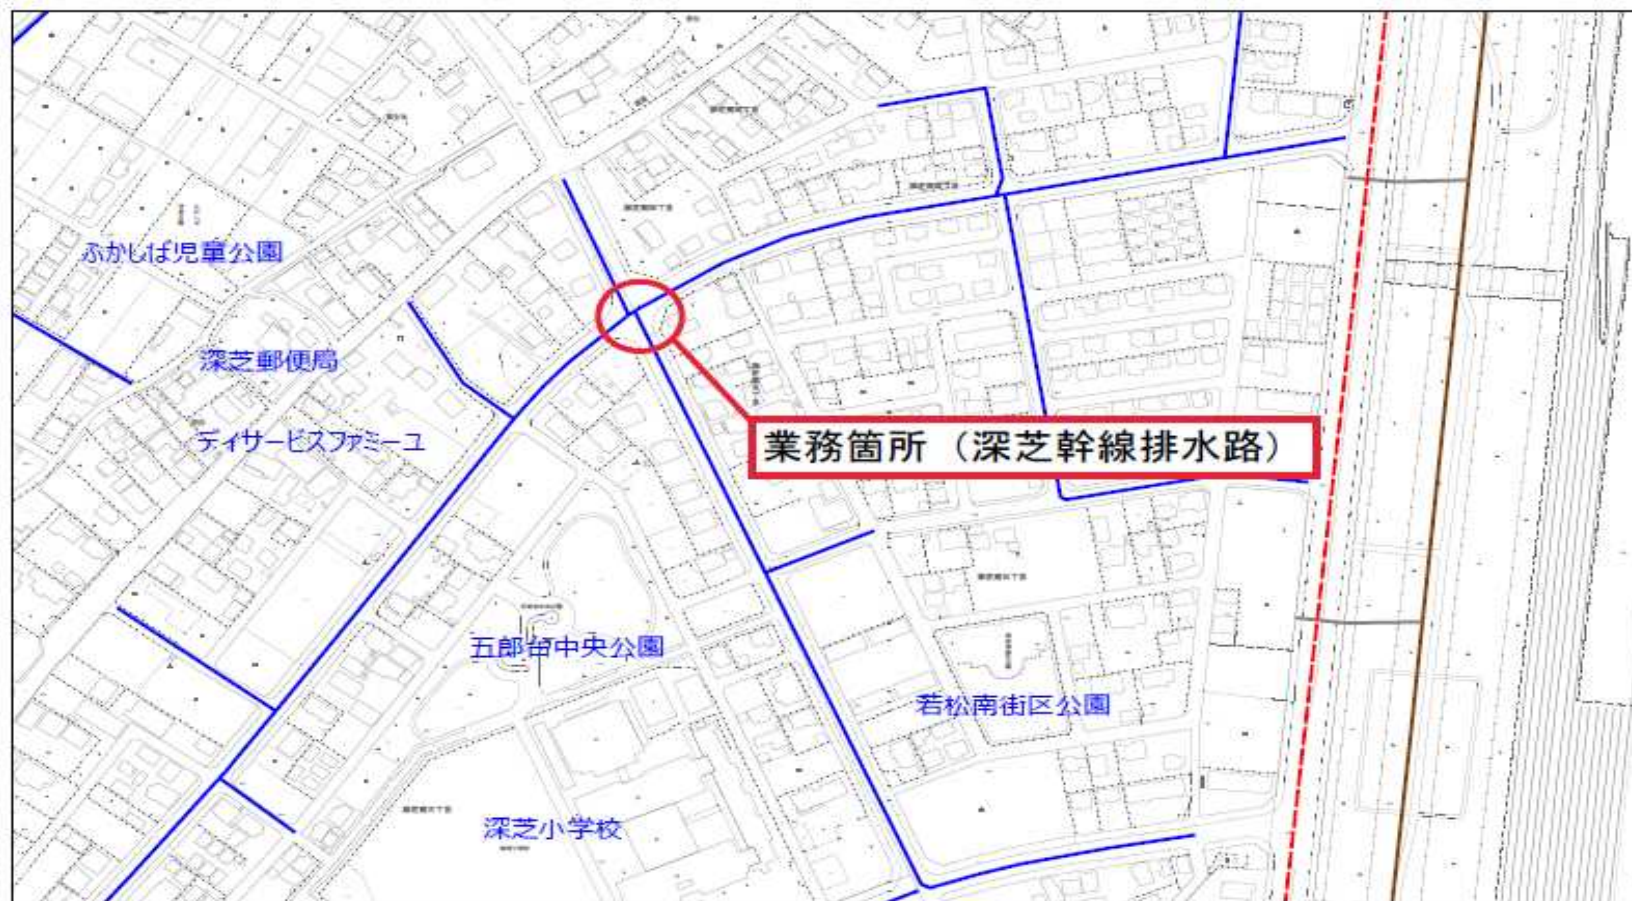 ふかしば児童公園
深芝郵便局
デイサービスファミーユ
業務箇所（深芝幹線排水路）
五郎台中央公園
若松南街区公園
深芝小学校